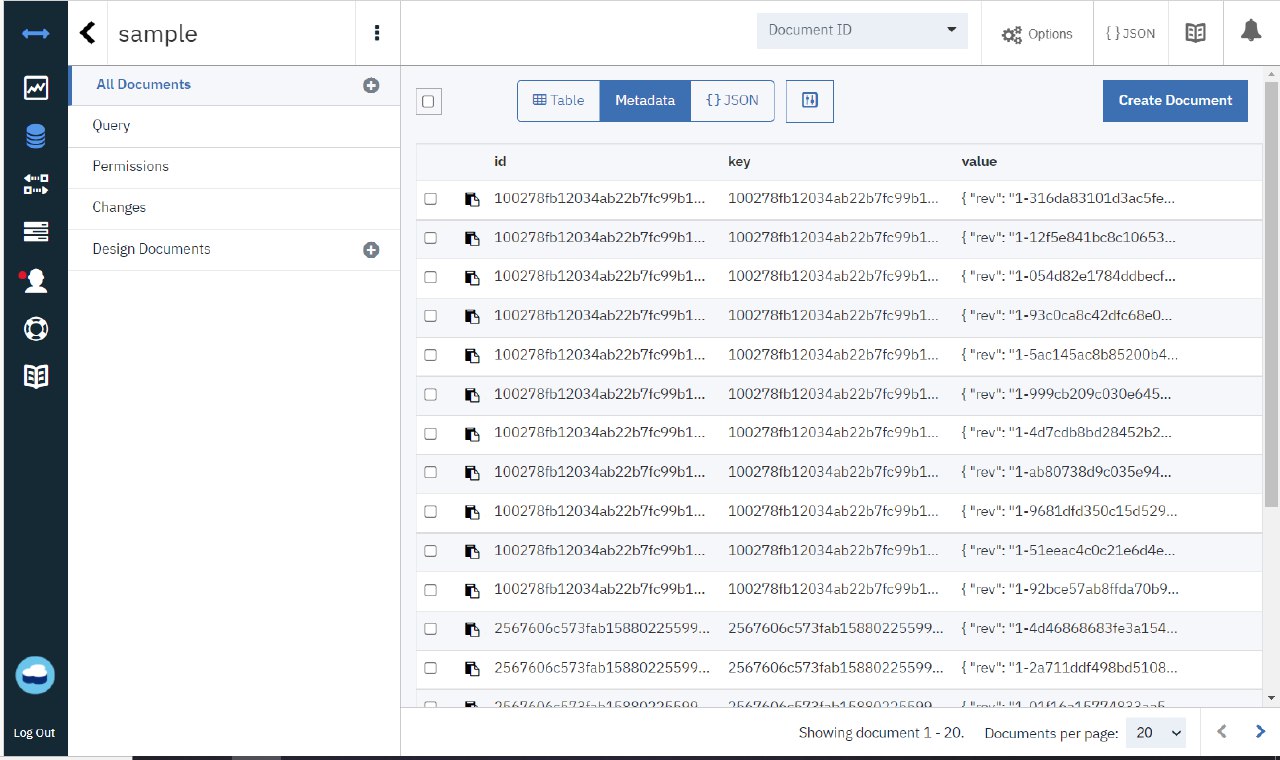 sample
Document ID
Options
{ } JSON
All Documents
Query
Permissions
Changes
Design Documents
Log Out
Table
Metadata
{} JSON
Create Document
id key value
100278fb12034ab22b7fc99b1... 100278fb12034ab22b7fc99b1... { "rev": "1-316da83101d3ac5fe...
100278fb12034ab22b7fc99b1... 100278fb12034ab22b7fc99b1... { "rev": "1-12f5e841bc8c10653...
100278fb12034ab22b7fc99b1... 100278fb12034ab22b7fc99b1... { "rev": "1-054d82e1784ddbecf...
100278fb12034ab22b7fc99b1... 100278fb12034ab22b7fc99b1... { "rev": "1-93c0ca8c42dfc68e0...
100278fb12034ab22b7fc99b1... 100278fb12034ab22b7fc99b1... { "rev": "1-5ac145ac8b85200b4...
100278fb12034ab22b7fc99b1... 100278fb12034ab22b7fc99b1... { "rev": "1-999cb209c030e645...
100278fb12034ab22b7fc99b1... 100278fb12034ab22b7fc99b1... { "rev": "1-4d7cdb8bd28452b2...
100278fb12034ab22b7fc99b1... 100278fb12034ab22b7fc99b1... { "rev": "1-ab80738d9c035e94...
100278fb12034ab22b7fc99b1... 100278fb12034ab22b7fc99b1... { "rev": "1-9681dfd350c15d529...
100278fb12034ab22b7fc99b1... 100278fb12034ab22b7fc99b1... { "rev": "1-51eeac4c0c21e6d4e...
100278fb12034ab22b7fc99b1... 100278fb12034ab22b7fc99b1... { "rev": "1-92bce57ab8ffda70b9...
2567606c573fab15880225599... 2567606c573fab15880225599... { "rev": "1-4d46868683fe3a154...
2567606c573fab15880225599... 2567606c573fab15880225599... { "rev": "1-2a711ddf498bd5108...
Showing document 1 - 20.
Documents per page: 20